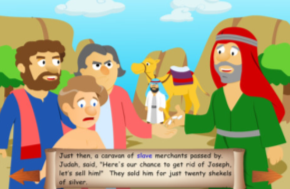 Just then, a caravan of slave merchants passed by.
Judah, said, "Here's our chance to get rid of Joseph,
let's sell him!" They sold him for just twenty shekels
of silver.